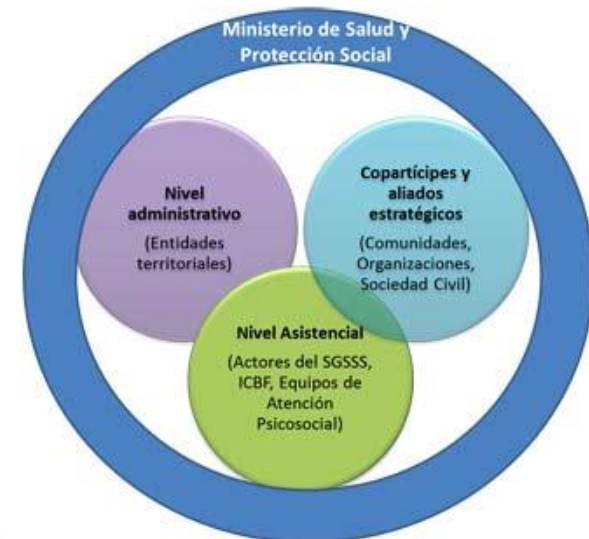 Ministerio de Salud y
Protección Social
Nivel
administrativo
(Entidades
territoriales)
Copartícipes y
aliados
estratégicos
(Comunidades,
Organizaciones,
Sociedad Civil)
Nivel Asistencial
(Actores del SGSSS,
ICBF, Equipos de
Atención
Psicosocial)